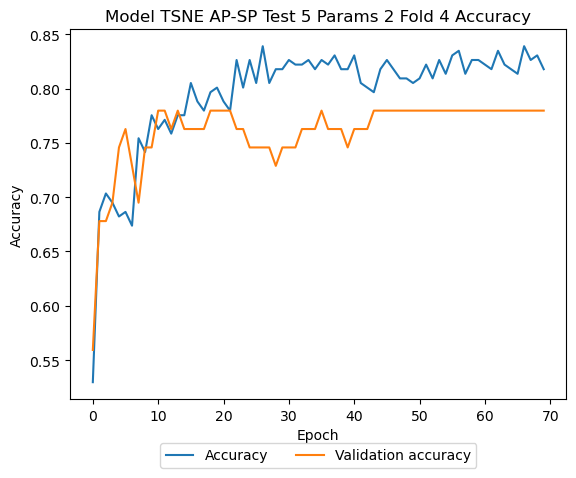 Model TSNE AP-SP Test 5 Params 2 Fold 4 Accuracy
0.85
0.80
0.75
0.70
0.65
0.60
0.55
Accuracy
0 10 20 30 40 50 60 70
Epoch
Accuracy Validation accuracy